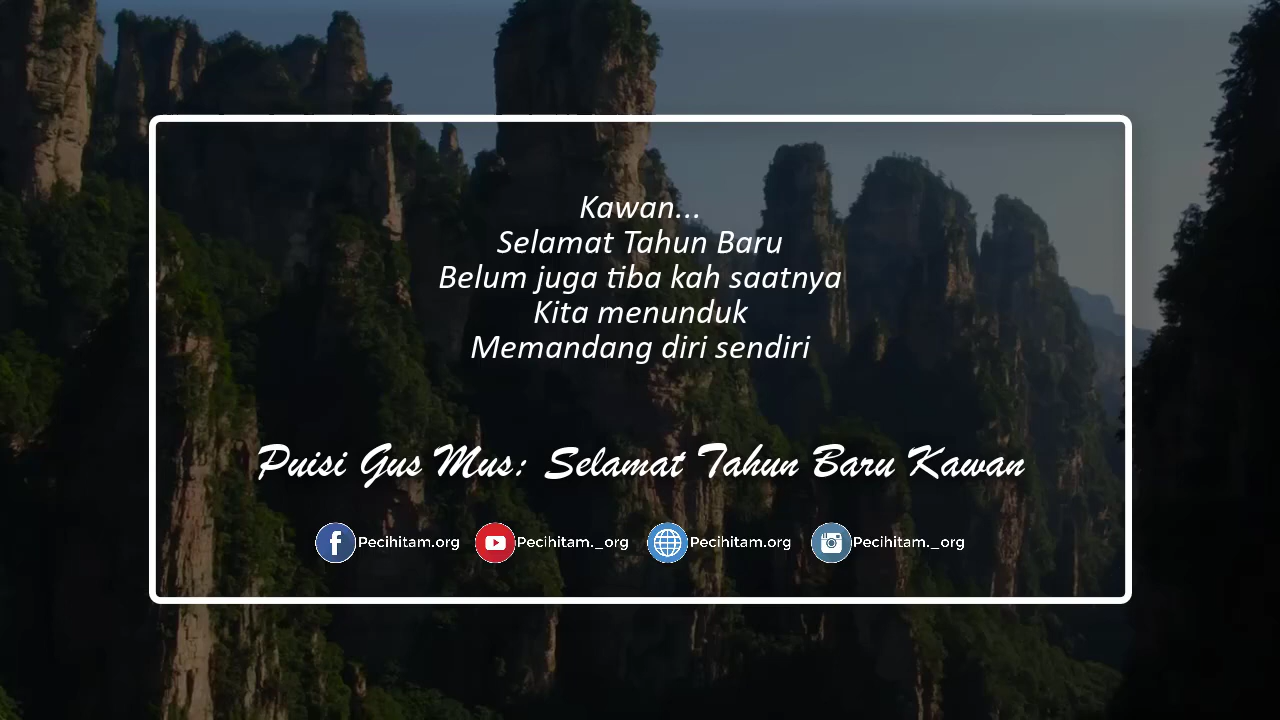 Kawan...
Selamat Tahun Baru
Belum juga tiba kah saatnya
Kita menunduk
Memandang diri sendiri
Puisi Gus Mus: Selamat Tahun Baru Kawan
Pecihitam.org Pecihitam._org Pecihitam.org Pecihitam._org